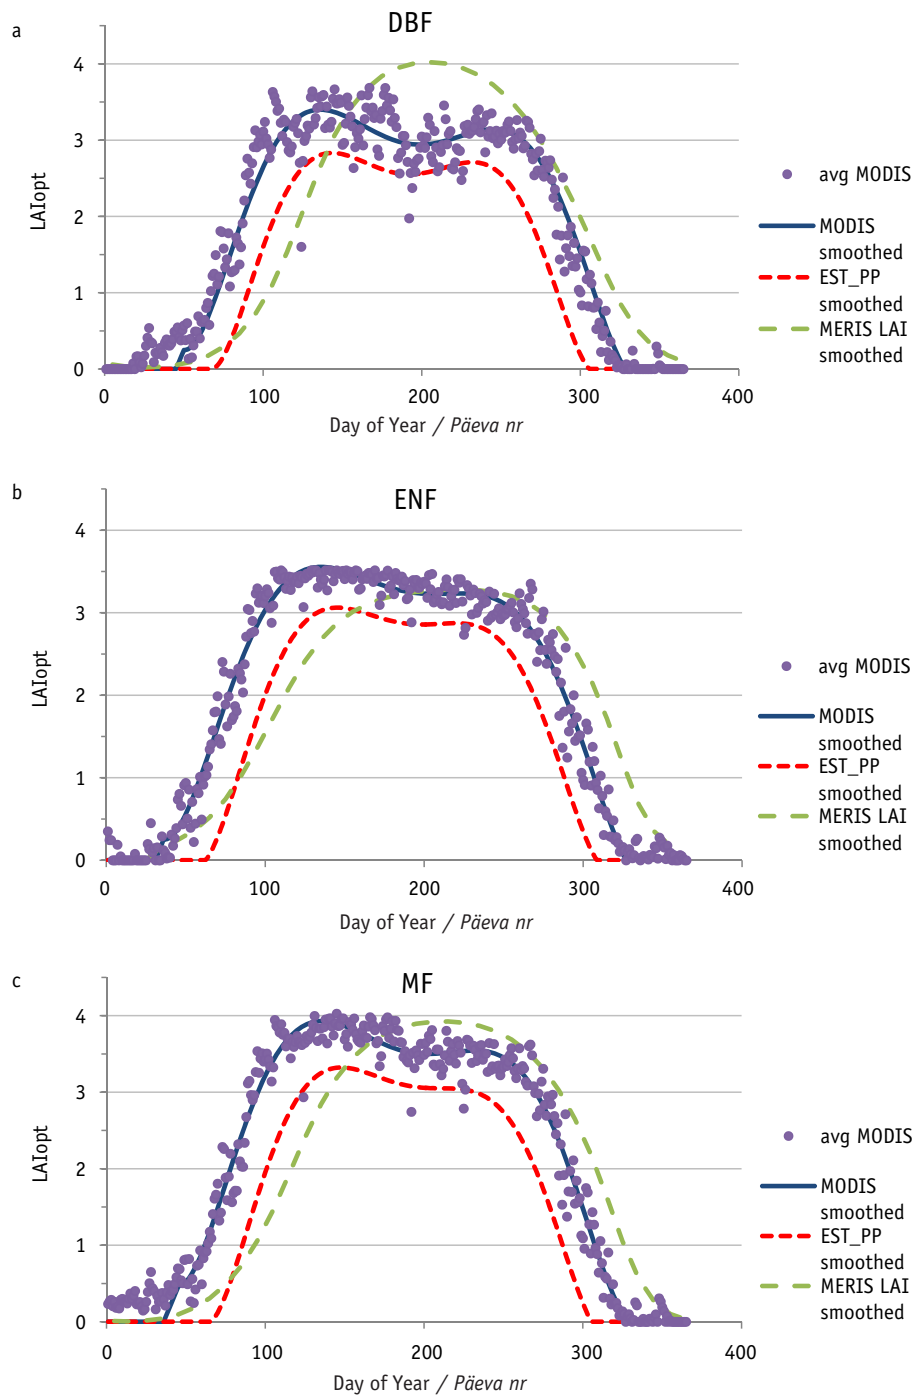 a
DBF
4
3
2
1
0
LAIopt
0 100 200 300 400
Day of Year / Päeva nr
avg MODIS
MODIS
smoothed
EST_PP
smoothed
MERIS LAI
smoothed
b
ENF
4
3
2
1
0
LAIopt
0 100 200 300 400
Day of Year / Päeva nr
avg MODIS
MODIS
smoothed
EST_PP
smoothed
MERIS LAI
smoothed
c
MF
4
3
2
1
0
LAIopt
0 100 200 300 400
Day of Year / Päeva nr
avg MODIS
MODIS
smoothed
EST_PP
smoothed
MERIS LAI
smoothed